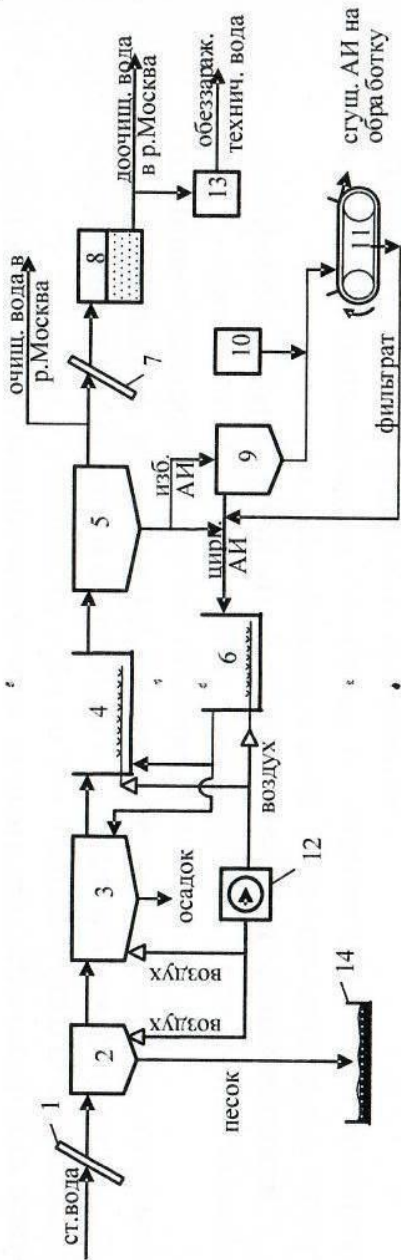 ст.вода
1
2
3
4
5
6
7
8
9
10
11
12
13
14
песок
воздух
воздух
осадок
воздух
изб.
АИ
цирк.
АИ
очищ. вода в
р.Москва
доочищ. вода
в р.Москва
обеззараж.
технич. вода
фильтрат
сгущ. АИ на
обработку